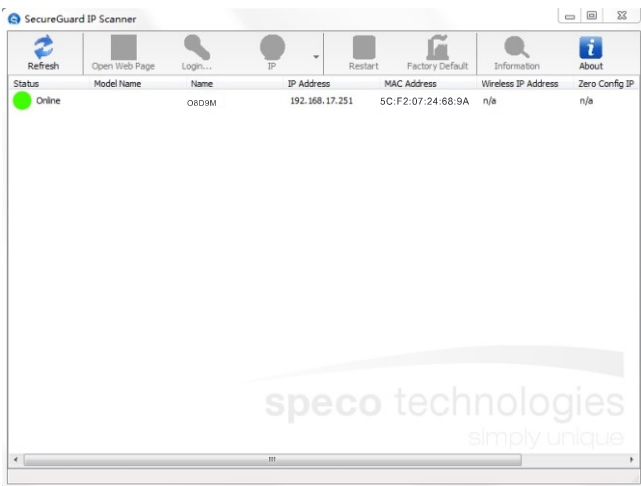 SecureGuard IP Scanner
Refresh Open Web Page Login... IP Restart Factory Default Information About
Status Model Name Name IP Address MAC Address Wireless IP Address Zero Config IP
Online O8D9M 192.168.17.251 5C:F2:07:24:68:9A n/a n/a
speco technologies
simply unique